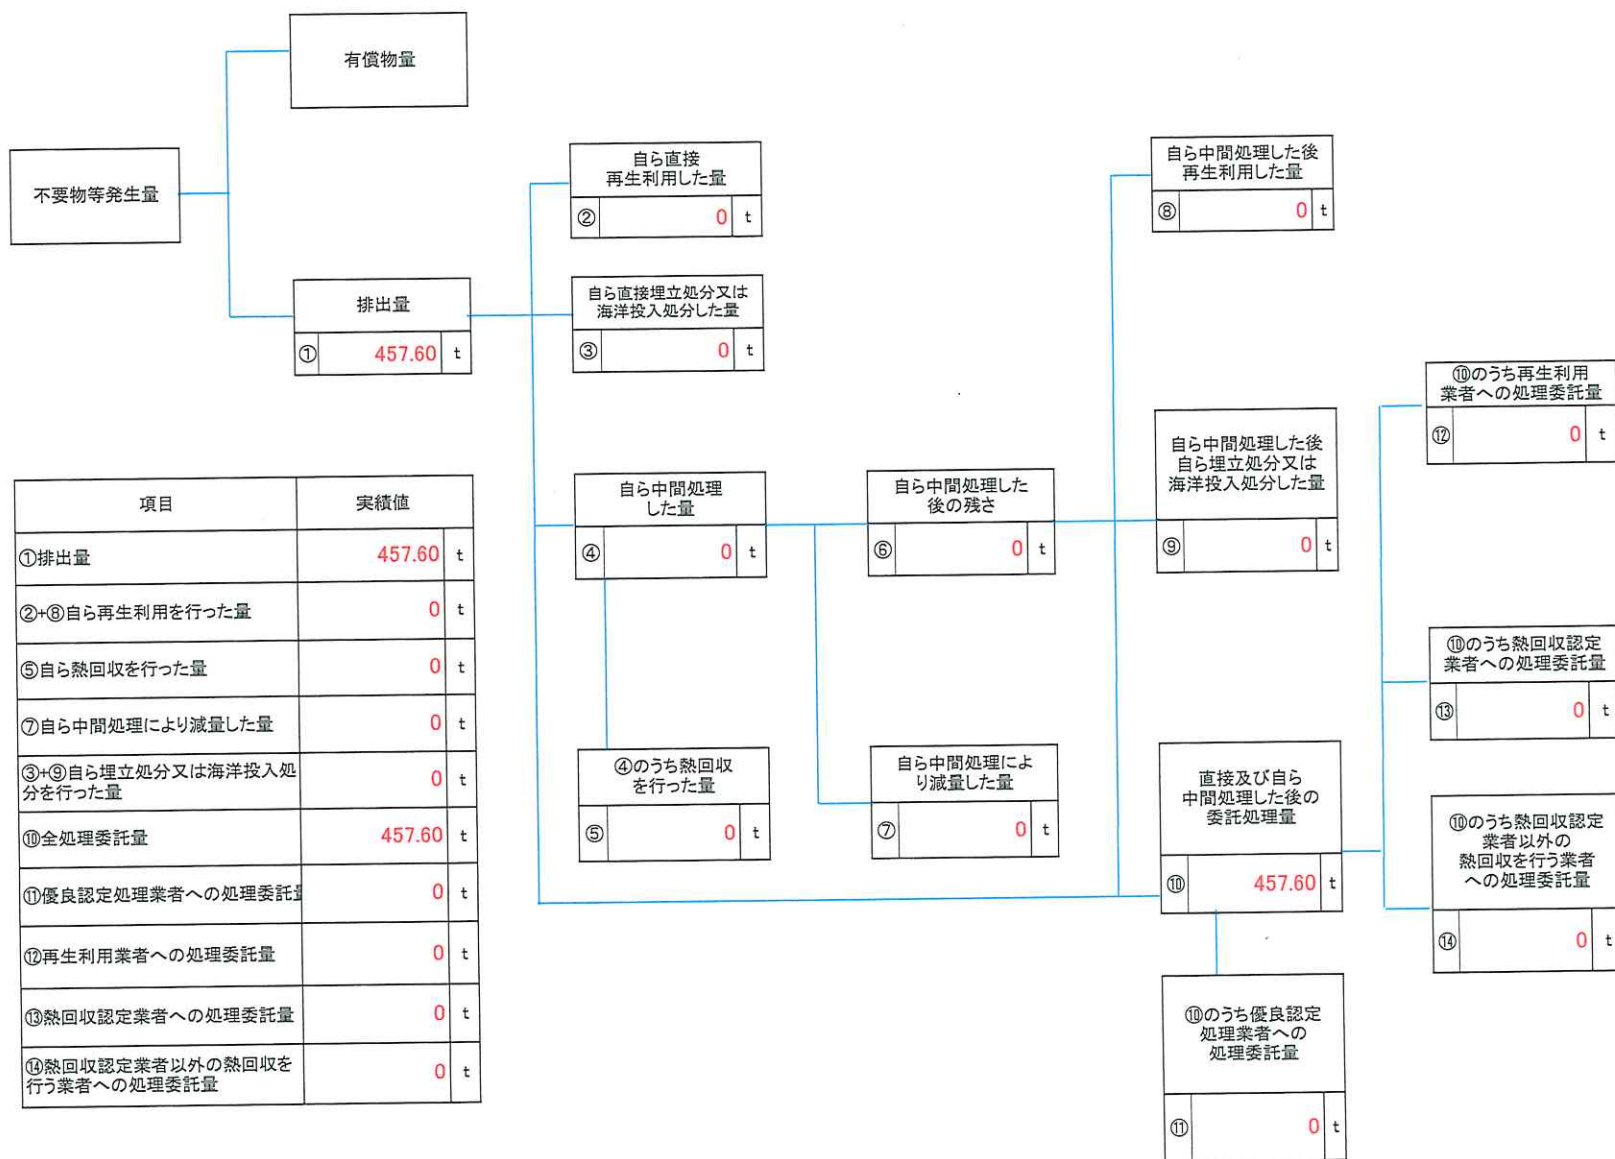 有償物量
不要物等発生量
排出量
① 457.60 t
自ら直接
再生利用した量
② 0 t
自ら直接埋立処分又は
海洋投入処分した量
③ 0 t
自ら中間処理
した量
④ 0 t
④のうち熱回収
を行った量
⑤ 0 t
自ら中間処理した
後の残さ
⑥ 0 t
自ら中間処理によ
り減量した量
⑦ 0 t
自ら中間処理した後
再生利用した量
⑧ 0 t
自ら中間処理した後
自ら埋立処分又は
海洋投入処分した量
⑨ 0 t
直接及び自ら
中間処理した後の
委託処理量
⑩ 457.60 t
⑩のうち優良認定
処理業者への
処理委託量
⑪ 0 t
⑩のうち再生利用
業者への処理委託量
⑫ 0 t
⑩のうち熱回収認定
業者への処理委託量
⑬ 0 t
⑩のうち熱回収認定
業者以外の
熱回収を行う業者
への処理委託量
⑭ 0 t
項目 実績値
①排出量 457.60 t
②+⑧自ら再生利用を行った量 0 t
⑤自ら熱回収を行った量 0 t
⑦自ら中間処理により減量した量 0 t
③+⑨自ら埋立処分又は海洋投入処
分を行った量 0 t
⑩全処理委託量 457.60 t
⑪優良認定処理業者への処理委託量 0 t
⑫再生利用業者への処理委託量 0 t
⑬熱回収認定業者への処理委託量 0 t
⑭熱回収認定業者以外の熱回収を
行う業者への処理委託量 0 t